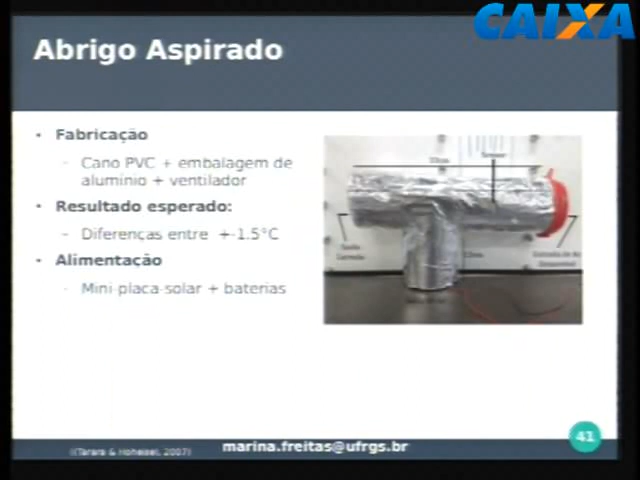 CAIXA
Abrigo Aspirado
• Fabricação
– Cano PVC + embalagem de
alumínio + ventilador
• Resultado esperado:
– Diferenças entre +-1.5°C
• Alimentação
- Mini-placa-solar + baterias
Sensor
(Tarara & Hoheisel, 2007)
marina.freitas@ufrgs.br
41